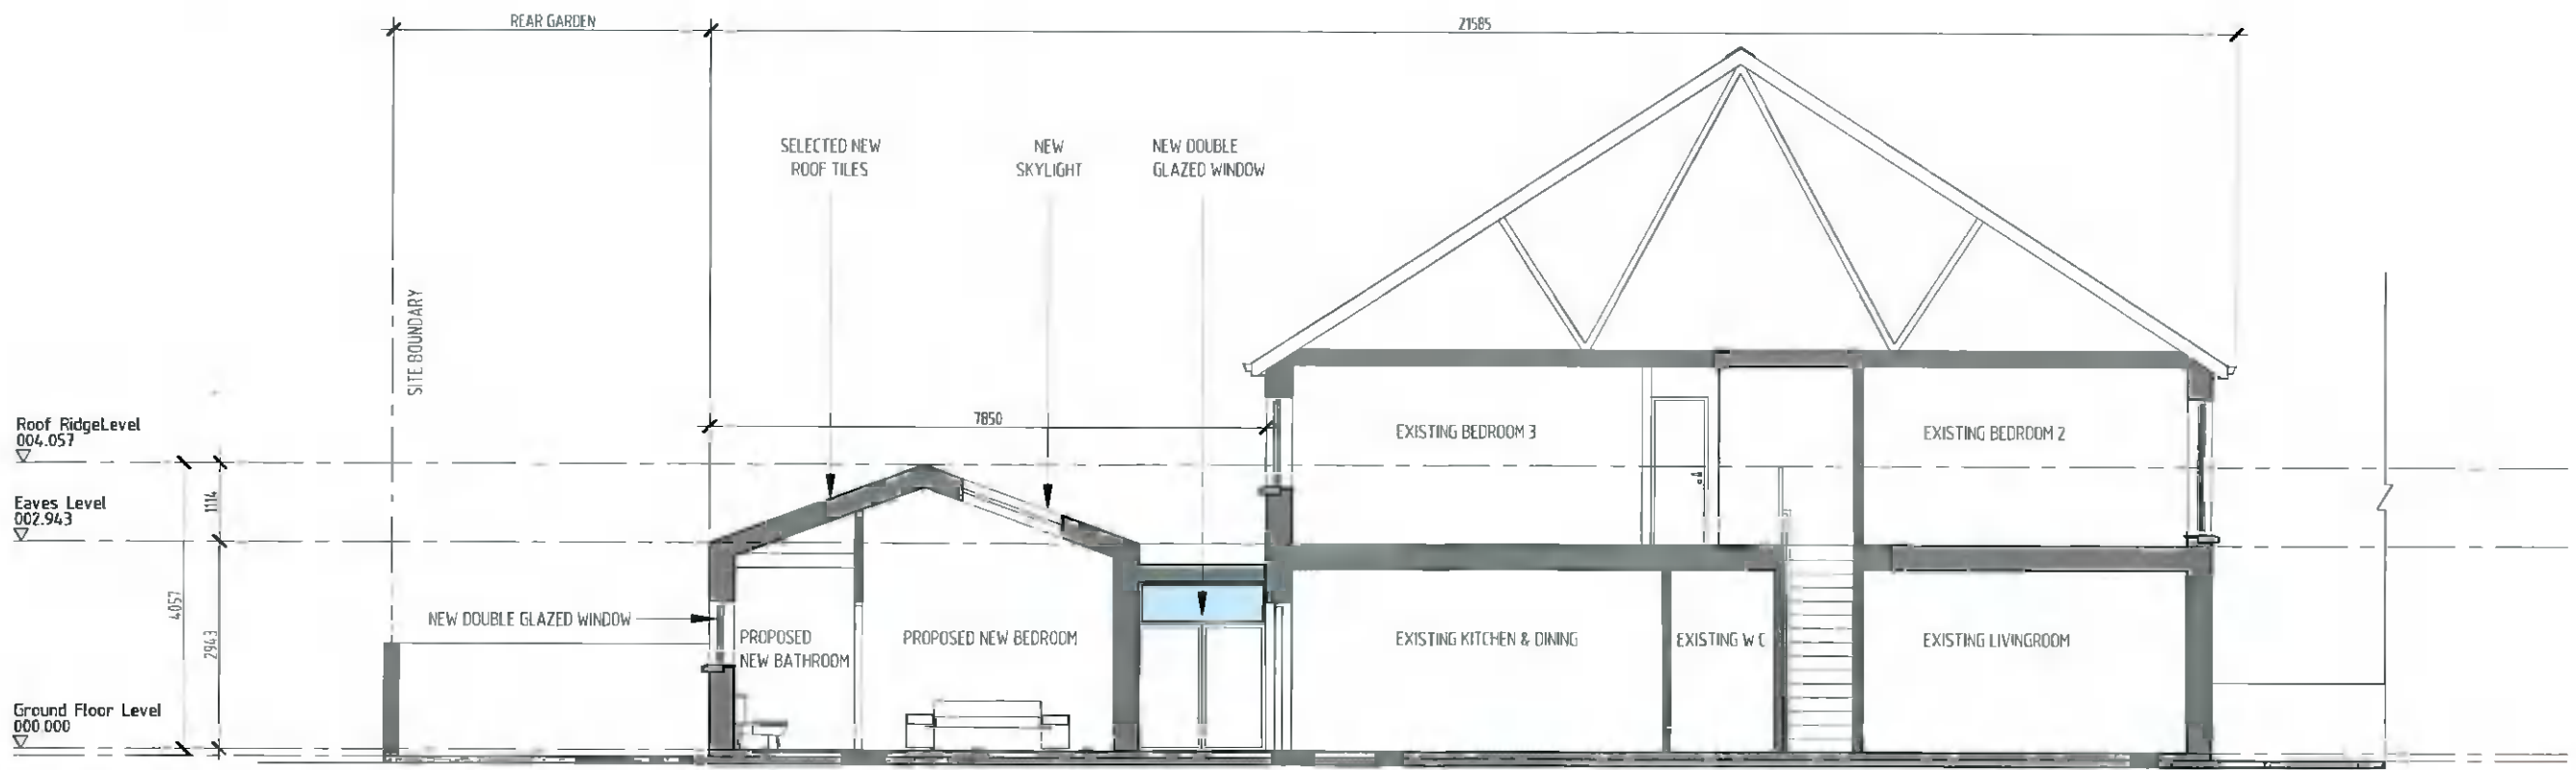 REAR GARDEN
21585
SELECTED NEW
ROOF TILES
NEW
SKYLIGHT
NEW DOUBLE
GLAZED WINDOW
SITE BOUNDARY
7850
Roof RidgeLevel
004.057
Eaves Level
002.943
1114
4057
2943
EXISTING BEDROOM 3
EXISTING BEDROOM 2
NEW DOUBLE GLAZED WINDOW
PROPOSED
NEW BATHROOM
PROPOSED NEW BEDROOM
EXISTING KITCHEN & DINING
EXISTING W C
EXISTING LIVINGROOM
Ground Floor Level
000.000